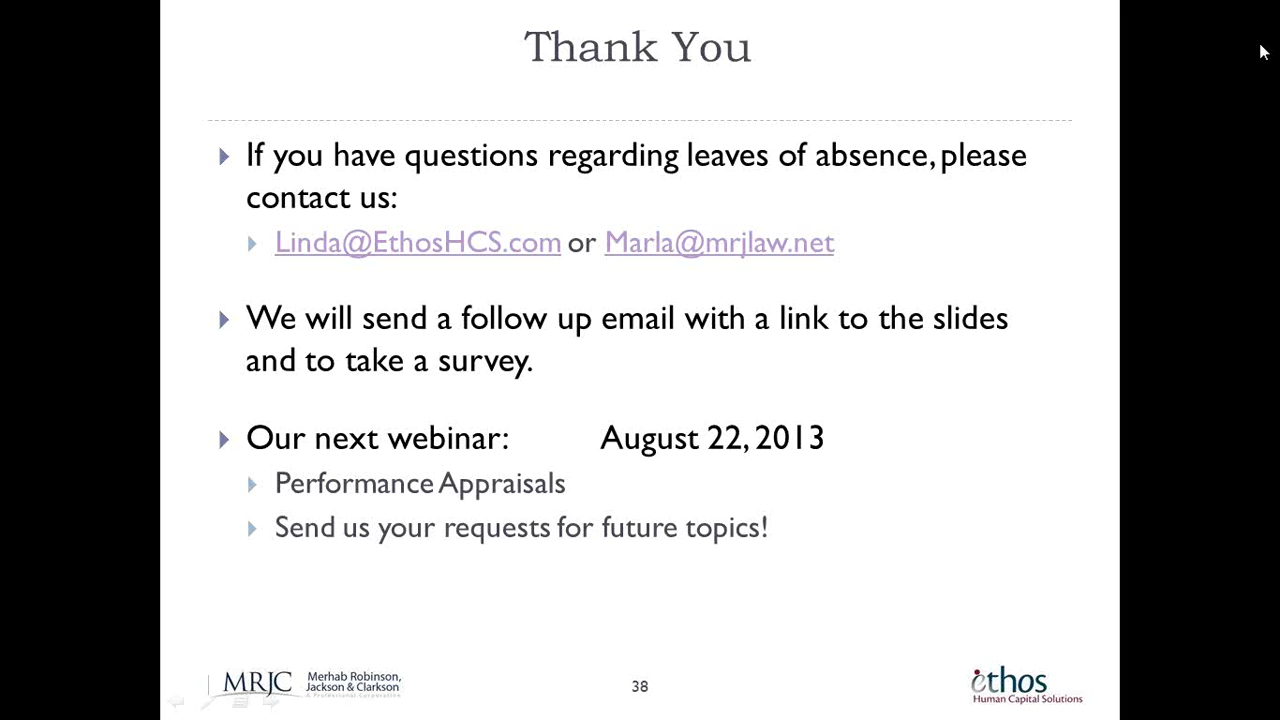 Thank You
If you have questions regarding leaves of absence, please
contact us:
Linda@EthosHCS.com or Marla@mrjlaw.net
We will send a follow up email with a link to the slides
and to take a survey.
Our next webinar: August 22, 2013
Performance Appraisals
Send us your requests for future topics!
MRJC Merhab Robinson,
Jackson & Clarkson
A Professional Corporation
38
ethos
Human Capital Solutions